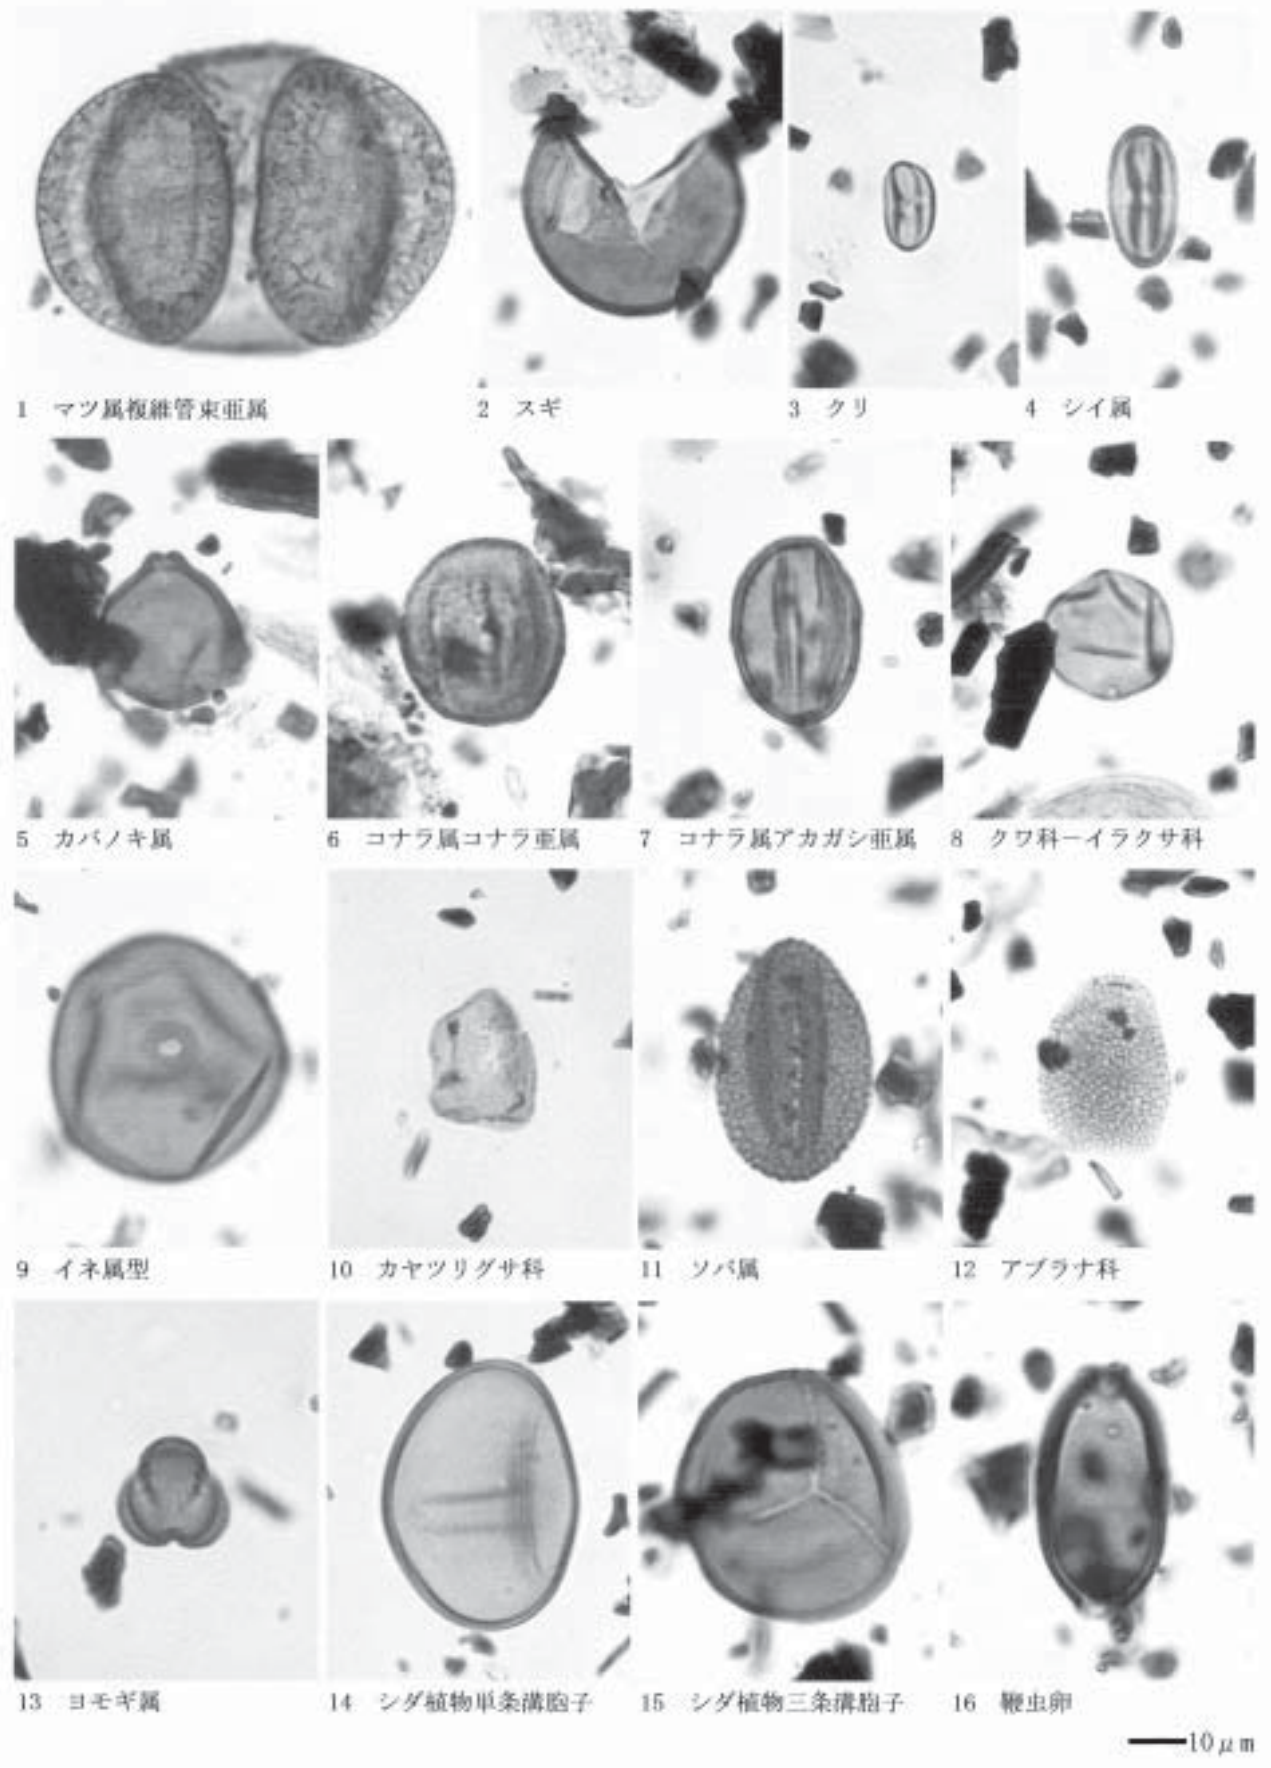 1 マツ属複維管束亜属
2 スギ
3 クリ
4 シイ属
5 カバノキ属
6 コナラ属コナラ亜属
7 コナラ属アカガシ亜属
8 クワ科－イラクサ科
9 イネ属型
10 カヤツリグサ科
11 ソバ属
12 アブラナ科
13 ヨモギ属
14 シダ植物単条溝胞子
15 シダ植物三条溝胞子
16 鞭虫卵
10μm